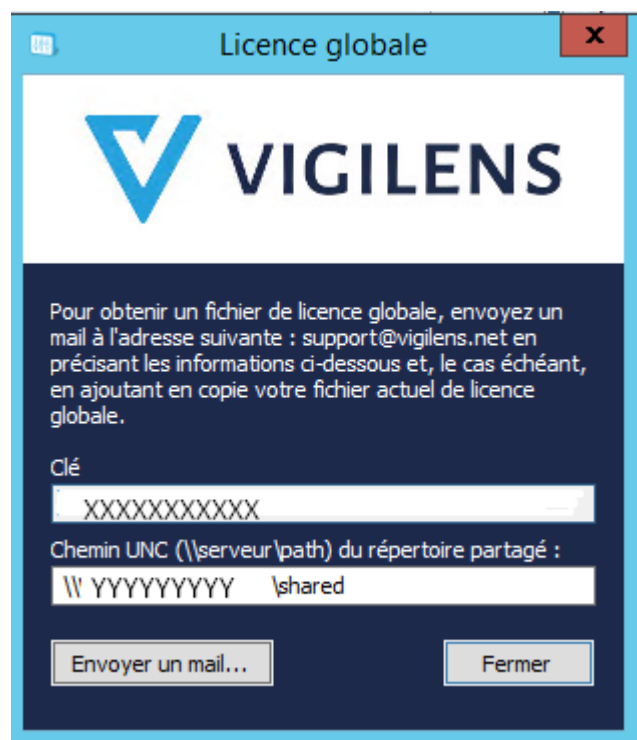 Licence globale
x
VIGILENS
Pour obtenir un fichier de licence globale, envoyez un
mail à l'adresse suivante : support@vigilens.net en
précisant les informations ci-dessous et, le cas échéant,
en ajoutant en copie votre fichier actuel de licence
globale.
Clé
XXXXXXXXXXX
Chemin UNC (\\serveur\path) du répertoire partagé :
\\' YYYYYYYYY \shared
Envoyer un mail... Fermer